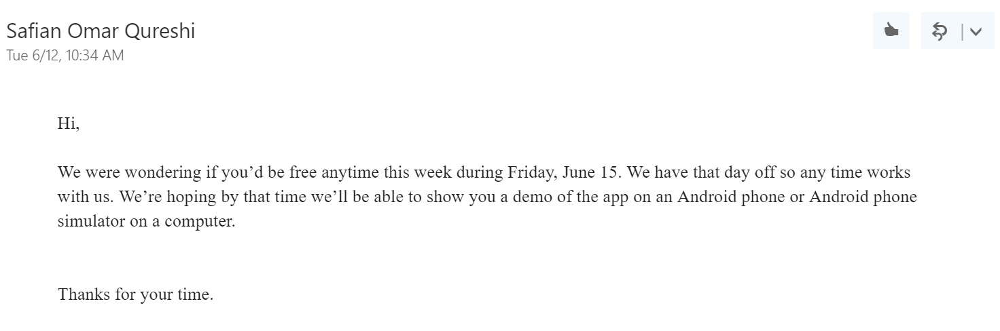 Safian Omar Qureshi
Tue 6/12, 10:34 AM
Hi,
We were wondering if you’d be free anytime this week during Friday, June 15. We have that day off so any time works
with us. We’re hoping by that time we’ll be able to show you a demo of the app on an Android phone or Android phone
simulator on a computer.
Thanks for your time.